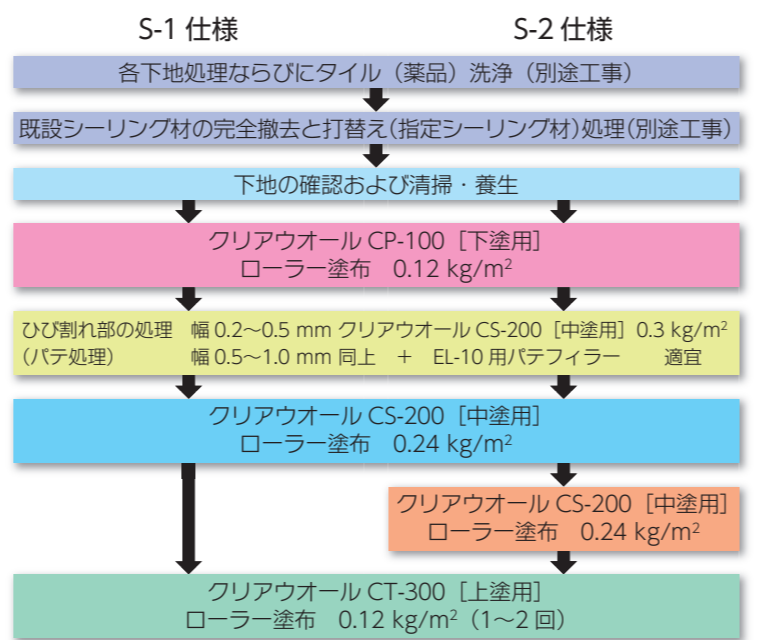 S-1 仕様 S-2 仕様
各下地処理ならびにタイル（薬品）洗浄（別途工事）
既設シーリング材の完全撤去と打替え（指定シーリング材）処理（別途工事）
下地の確認および清掃・養生
クリアウオール CP-100［下塗用］
ローラー塗布　0.12 kg/m²
ひび割れ部の処理　幅 0.2～0.5 mm クリアウオール CS-200［中塗用］0.3 kg/m²
（パテ処理）　幅 0.5～1.0 mm 同上　＋　EL-10 用パテフィラー　適宜
クリアウオール CS-200［中塗用］
ローラー塗布　0.24 kg/m²
クリアウオール CS-200［中塗用］
ローラー塗布　0.24 kg/m²
クリアウオール CT-300［上塗用］
ローラー塗布　0.12 kg/m²（1～2 回）